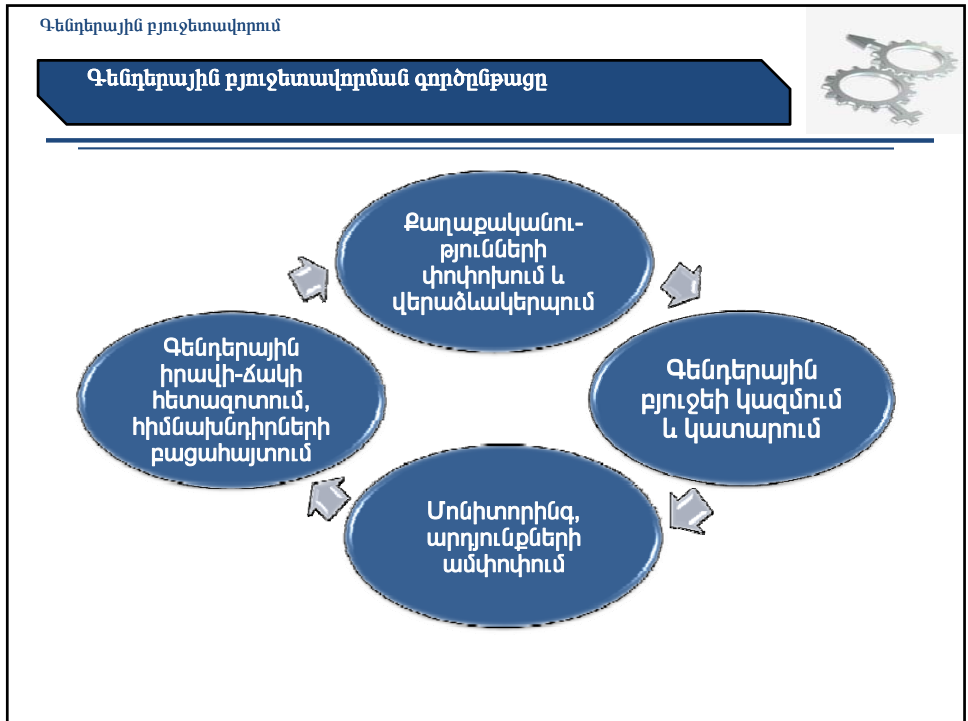 Գենդերային բյուջետավորում
Գենդերային բյուջետավորման գործընթացը
Քաղաքականու-
թյունների
փոփոխում և
վերաձևակերպում
Գենդերային
բյուջեի կազմում
և կատարում
Մոնիտորինգ,
արդյունքների
ամփոփում
Գենդերային
իրավի-ճակի
հետազոտում,
հիմնախնդիրների
բացահայտում